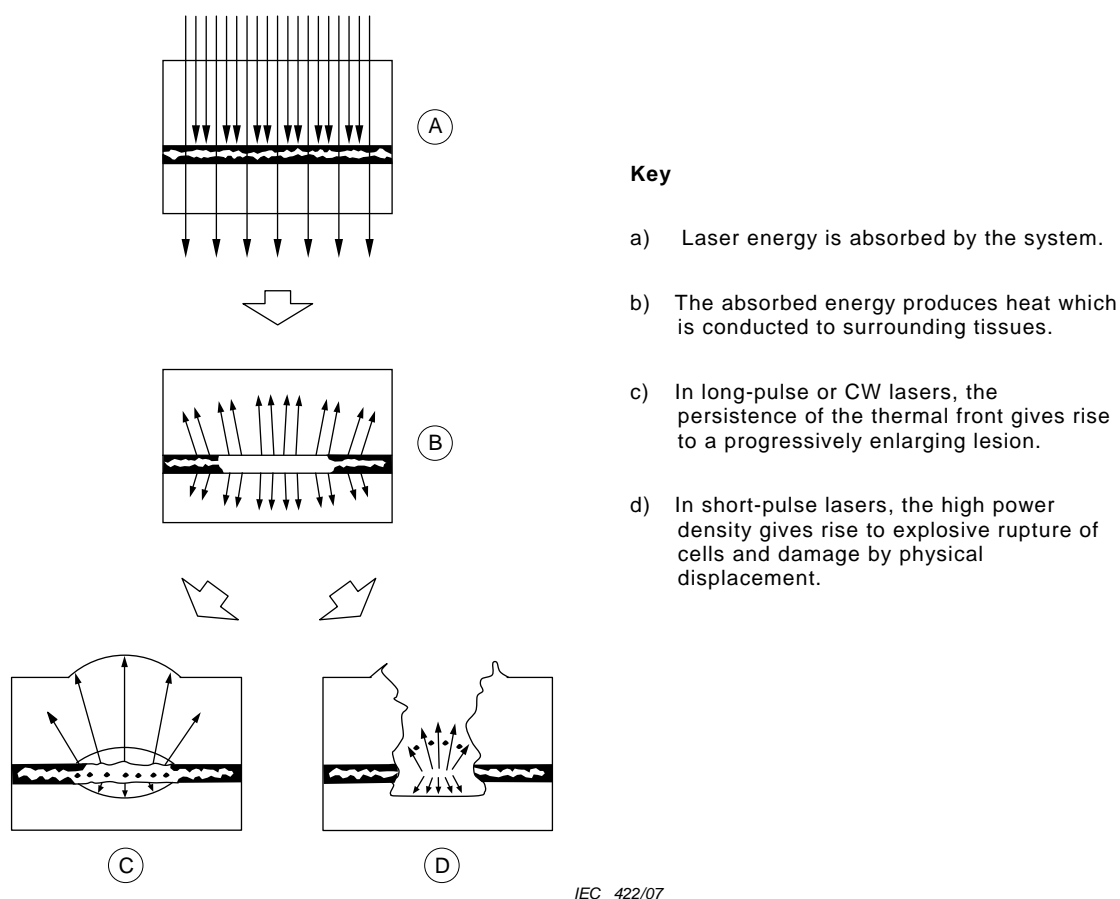 A
B
C
D
Key
a) Laser energy is absorbed by the system.
b) The absorbed energy produces heat which
is conducted to surrounding tissues.
c) In long-pulse or CW lasers, the
persistence of the thermal front gives rise
to a progressively enlarging lesion.
d) In short-pulse lasers, the high power
density gives rise to explosive rupture of
cells and damage by physical
displacement.
IEC 422/07